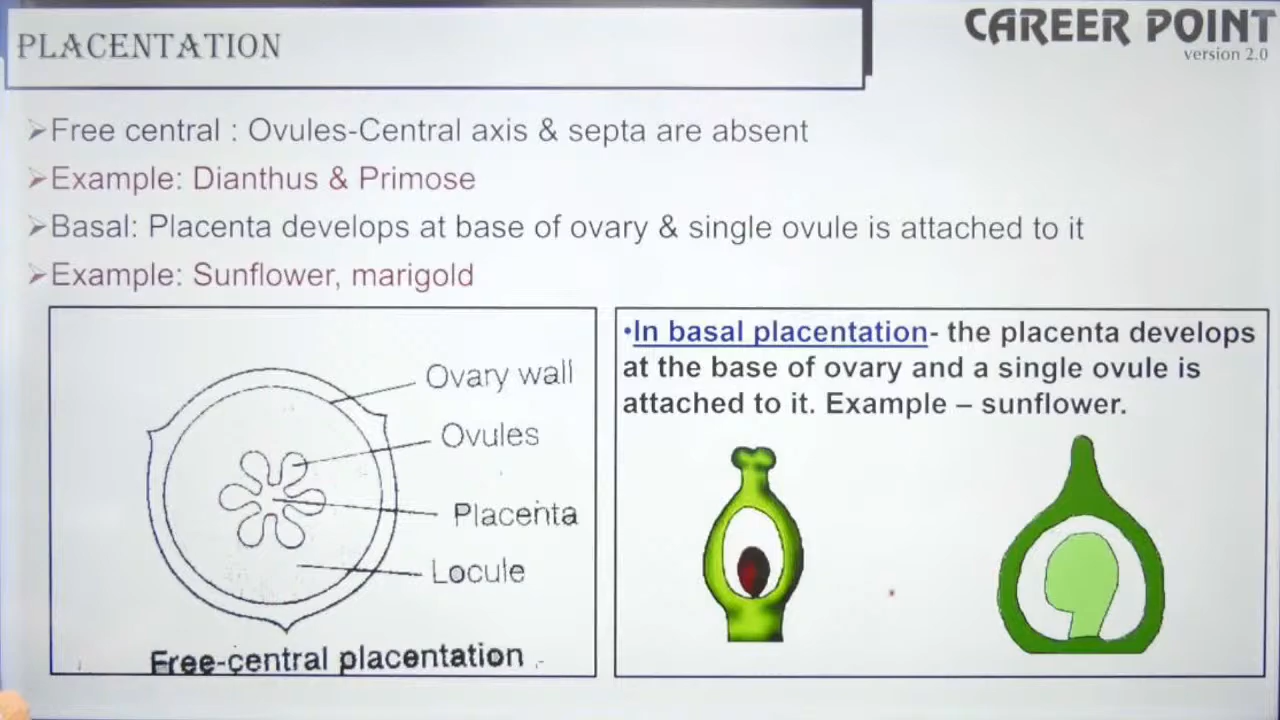 PLACENTATION
CAREER POINT
version 2.0
➢Free central : Ovules-Central axis & septa are absent
➢Example: Dianthus & Primose
➢Basal: Placenta develops at base of ovary & single ovule is attached to it
➢Example: Sunflower, marigold
Ovary wall
Ovules
Placenta
Locule
Free-central placentation
•In basal placentation- the placenta develops
at the base of ovary and a single ovule is
attached to it. Example – sunflower.